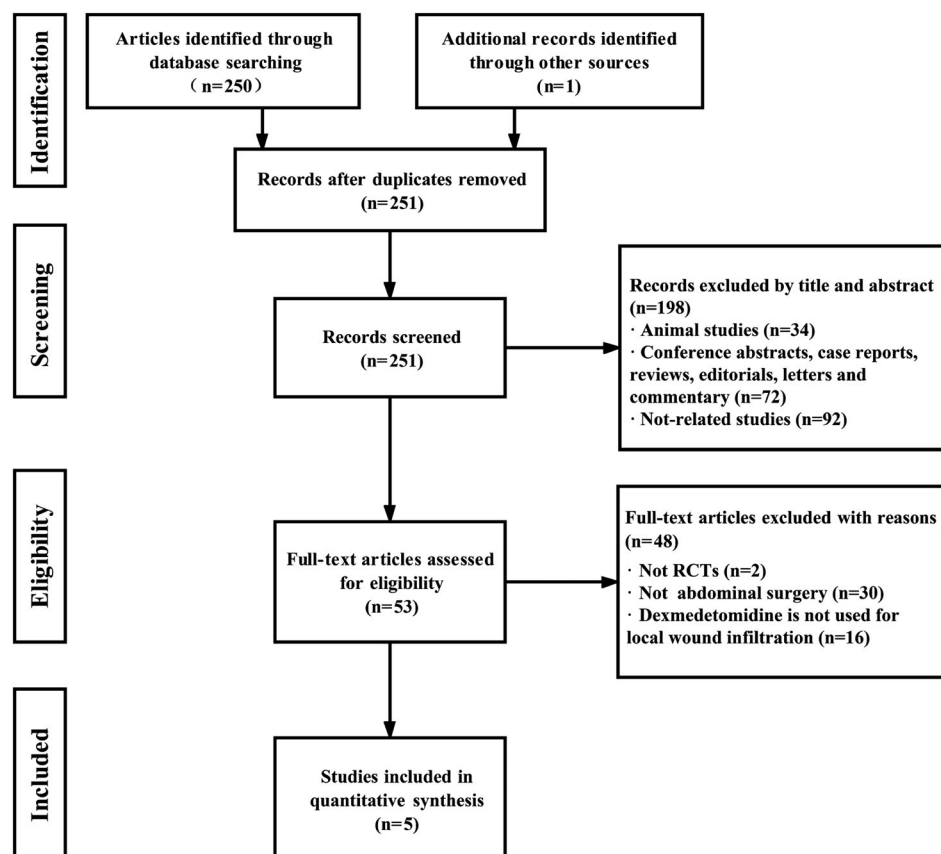 Identification
Articles identified through
database searching
（n=250）
Additional records identified
through other sources
(n=1)
Records after duplicates removed
(n=251)
Screening
Records screened
(n=251)
Records excluded by title and abstract
(n=198)
· Animal studies (n=34)
· Conference abstracts, case reports,
reviews, editorials, letters and
commentary (n=72)
· Not-related studies (n=92)
Eligibility
Full-text articles assessed
for eligibility
(n=53)
Full-text articles excluded with reasons
(n=48)
· Not RCTs (n=2)
· Not abdominal surgery (n=30)
· Dexmedetomidine is not used for
local wound infiltration (n=16)
Included
Studies included in
quantitative synthesis
(n=5)